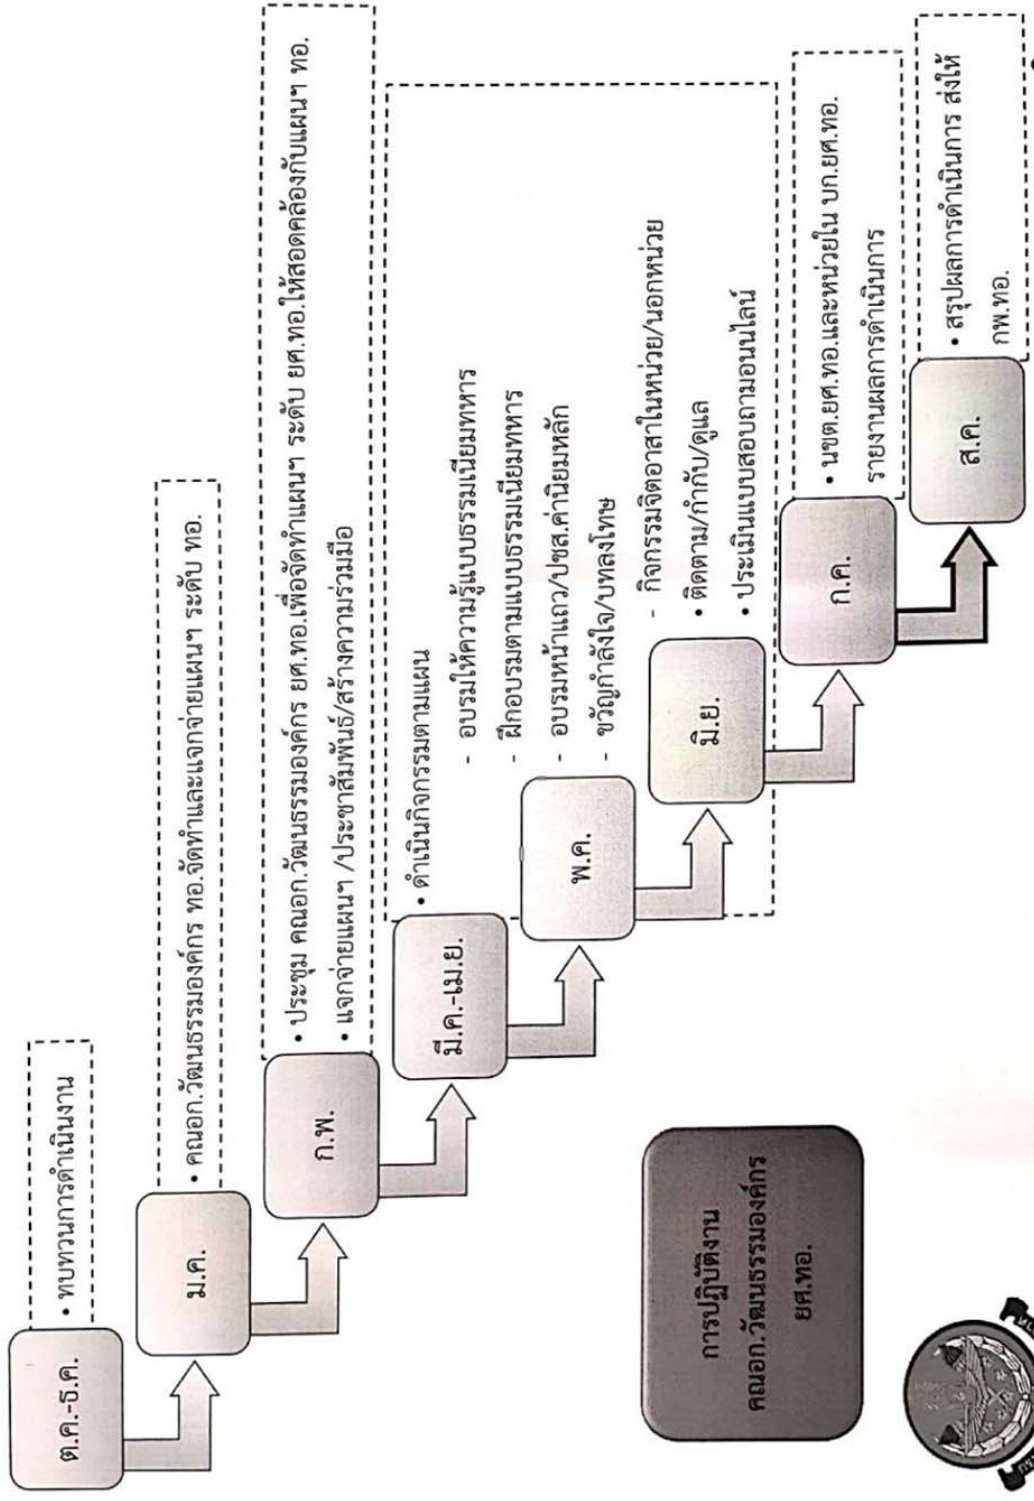 ต.ค.-ธ.ค.
• ทบทวนการดำเนินงาน
ม.ค.
• คณอก.วัฒนธรรมองค์กร ทอ.จัดทำและแจกจ่ายแผนฯ ระดับ ทอ.
ก.พ.
• ประชุม คณอก.วัฒนธรรมองค์กร ยศ.ทอ.เพื่อจัดทำแผนฯ ระดับ ยศ.ทอ.ให้สอดคล้องกับแผนฯ ทอ.
• แจกจ่ายแผนฯ /ประชาสัมพันธ์/สร้างความร่วมมือ
มี.ค.-เม.ย.
• ดำเนินกิจกรรมตามแผน
- อบรมให้ความรู้แบบธรรมเนียมทหาร
- ฝึกอบรมตามแบบธรรมเนียมทหาร
พ.ค.
- อบรมหน้าแถว/ปชส.ค่านิยมหลัก
- ขวัญกำลังใจ/บทลงโทษ
- กิจกรรมจิตอาสาในหน่วย/นอกหน่วย
มิ.ย.
• ติดตาม/กำกับ/ดูแล
• ประเมินแบบสอบถามอนนไลน์
ก.ค.
• นขต.ยศ.ทอ.และหน่วยใน บก.ยศ.ทอ.
รายงานผลการดำเนินการ
ส.ค.
• สรุปผลการดำเนินการ ส่งให้
กพ.ทอ.
การปฏิบัติงาน
คณอก.วัฒนธรรมองค์กร
ยศ.ทอ.